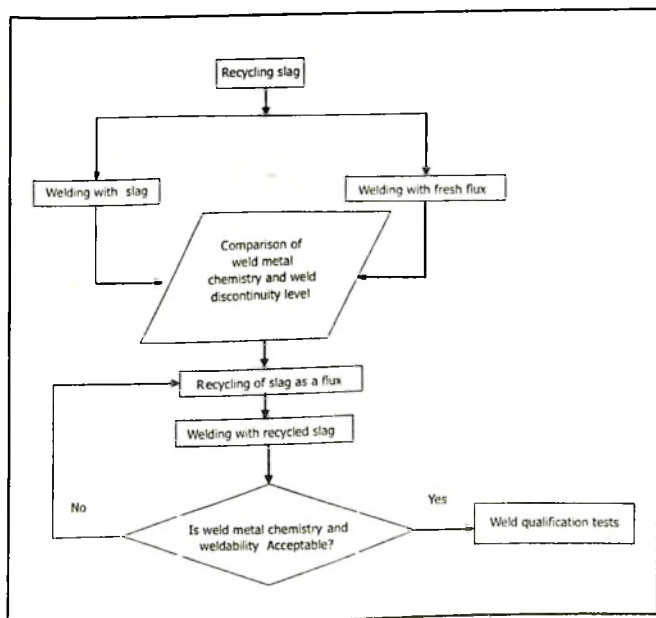 Recycling slag
Welding with slag
Welding with fresh flux
Comparison of
weld metal
chemistry and weld
discontinuity level
Recycling of slag as a flux
Welding with recycled slag
No
Yes
Is weld metal chemistry and
weldability Acceptable?
Weld qualification tests